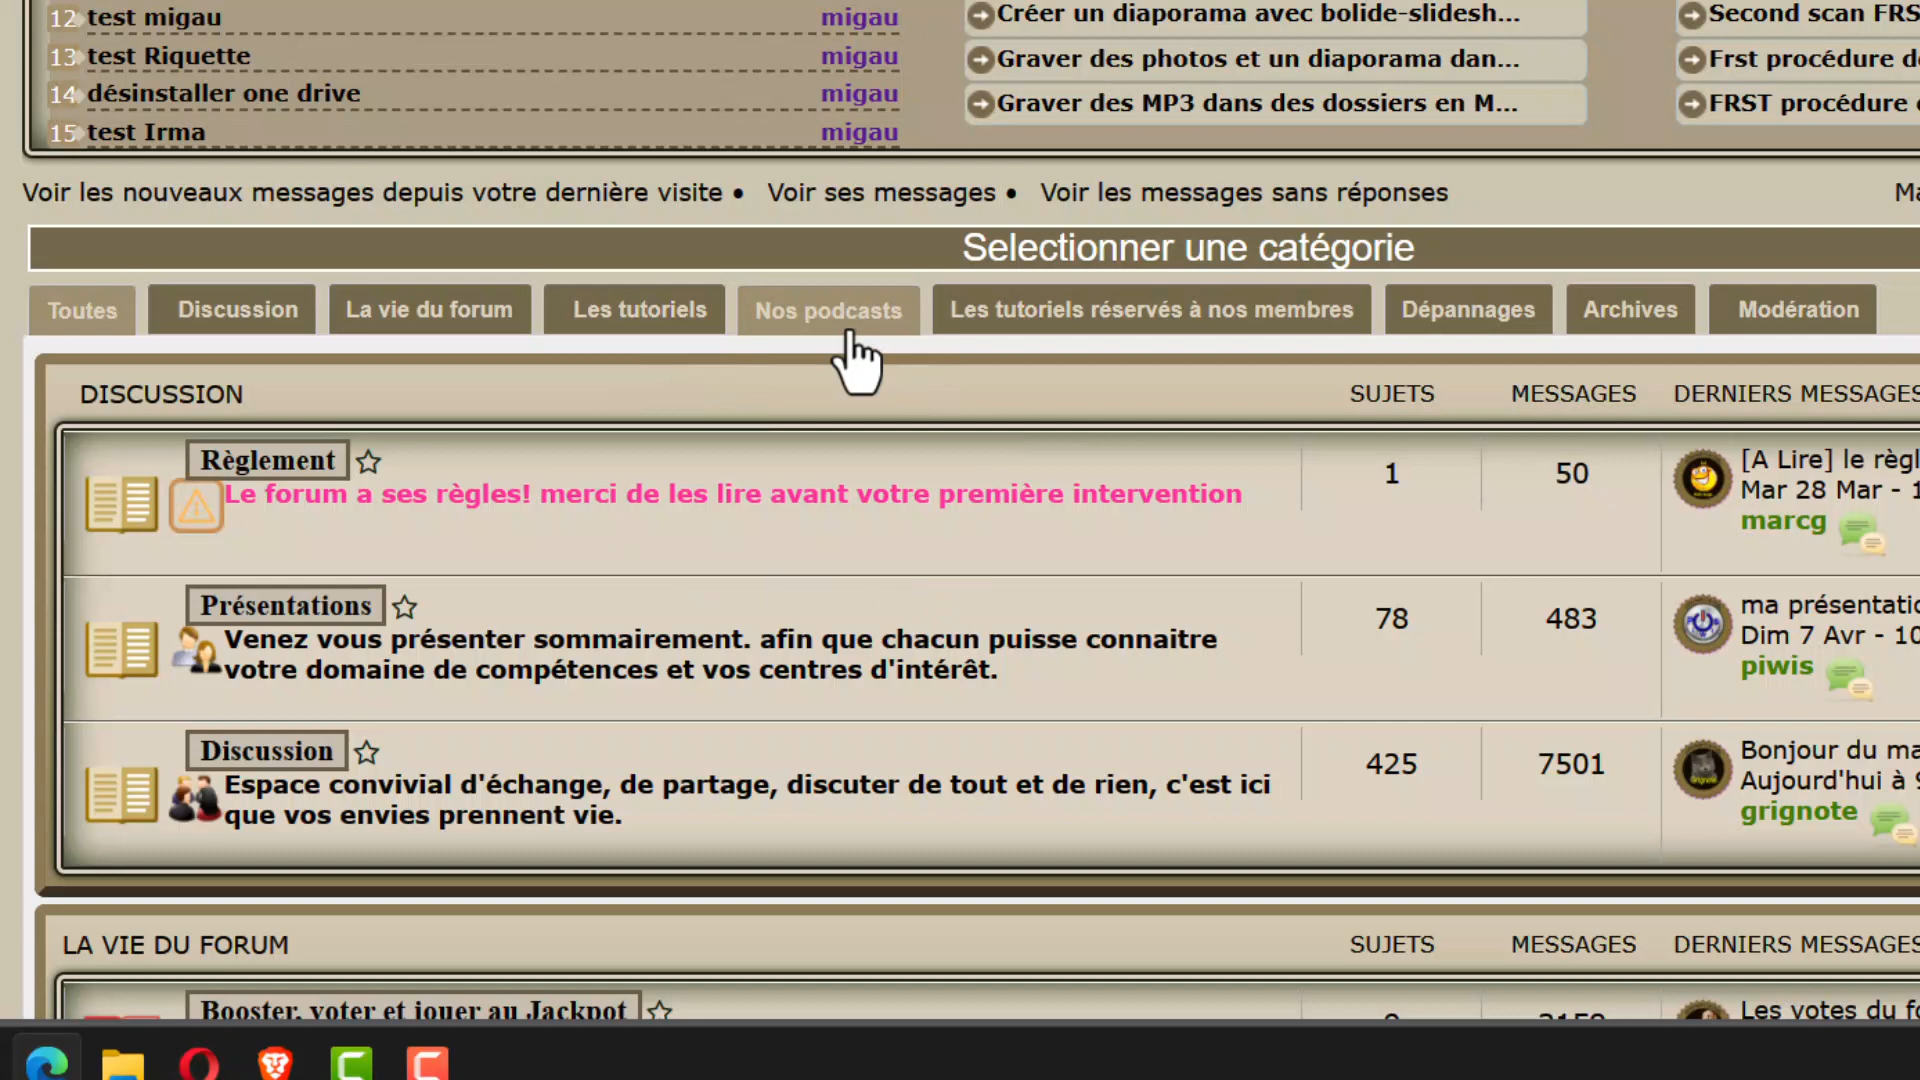 12 test migau migau
13 test Riquette migau
14 désinstaller one drive migau
15 test Irma migau
Créer un diaporama avec bolide-slidesh...
Graver des photos et un diaporama dan...
Graver des MP3 dans des dossiers en M...
Second scan FRS
Frst procédure d
FRST procédure
Voir les nouveaux messages depuis votre dernière visite • Voir ses messages • Voir les messages sans réponses Ma
Selectionner une catégorie
Toutes Discussion La vie du forum Les tutoriels Nos podcasts Les tutoriels réservés à nos membres Dépannages Archives Modération
DISCUSSION SUJETS MESSAGES DERNIERS MESSAGES
Règlement
Le forum a ses règles! merci de les lire avant votre première intervention
1 50
[A Lire] le règl
Mar 28 Mar - 1
marcg
Présentations
Venez vous présenter sommairement. afin que chacun puisse connaitre
votre domaine de compétences et vos centres d'intérêt.
78 483
ma présentatio
Dim 7 Avr - 10
piwis
Discussion
Espace convivial d'échange, de partage, discuter de tout et de rien, c'est ici
que vos envies prennent vie.
425 7501
Bonjour du ma
Aujourd'hui à 9
grignote
LA VIE DU FORUM SUJETS MESSAGES DERNIERS MESSAGES
Booster, voter et jouer au Jackpot
Les votes du fo